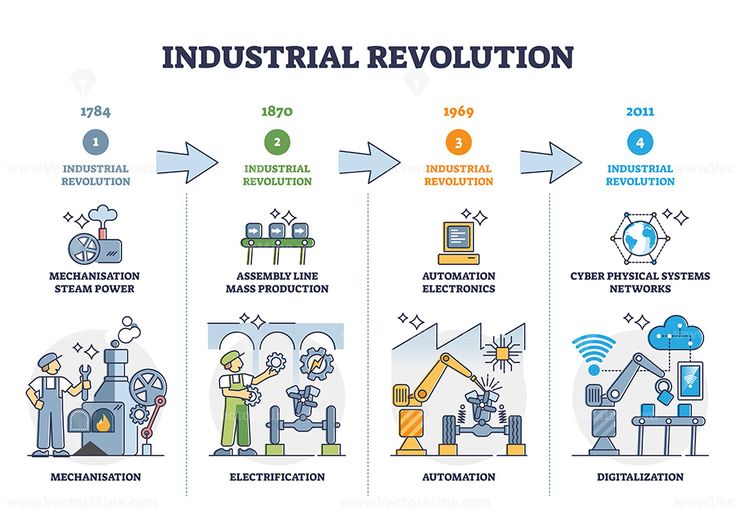 INDUSTRIAL REVOLUTION
1784
1
INDUSTRIAL
REVOLUTION
MECHANISATION
STEAM POWER
MECHANISATION
1870
2
INDUSTRIAL
REVOLUTION
ASSEMBLY LINE
MASS PRODUCTION
ELECTRIFICATION
1969
3
INDUSTRIAL
REVOLUTION
AUTOMATION
ELECTRONICS
AUTOMATION
2011
4
INDUSTRIAL
REVOLUTION
CYBER PHYSICAL SYSTEMS
NETWORKS
DIGITALIZATION
www.VectorMine.com